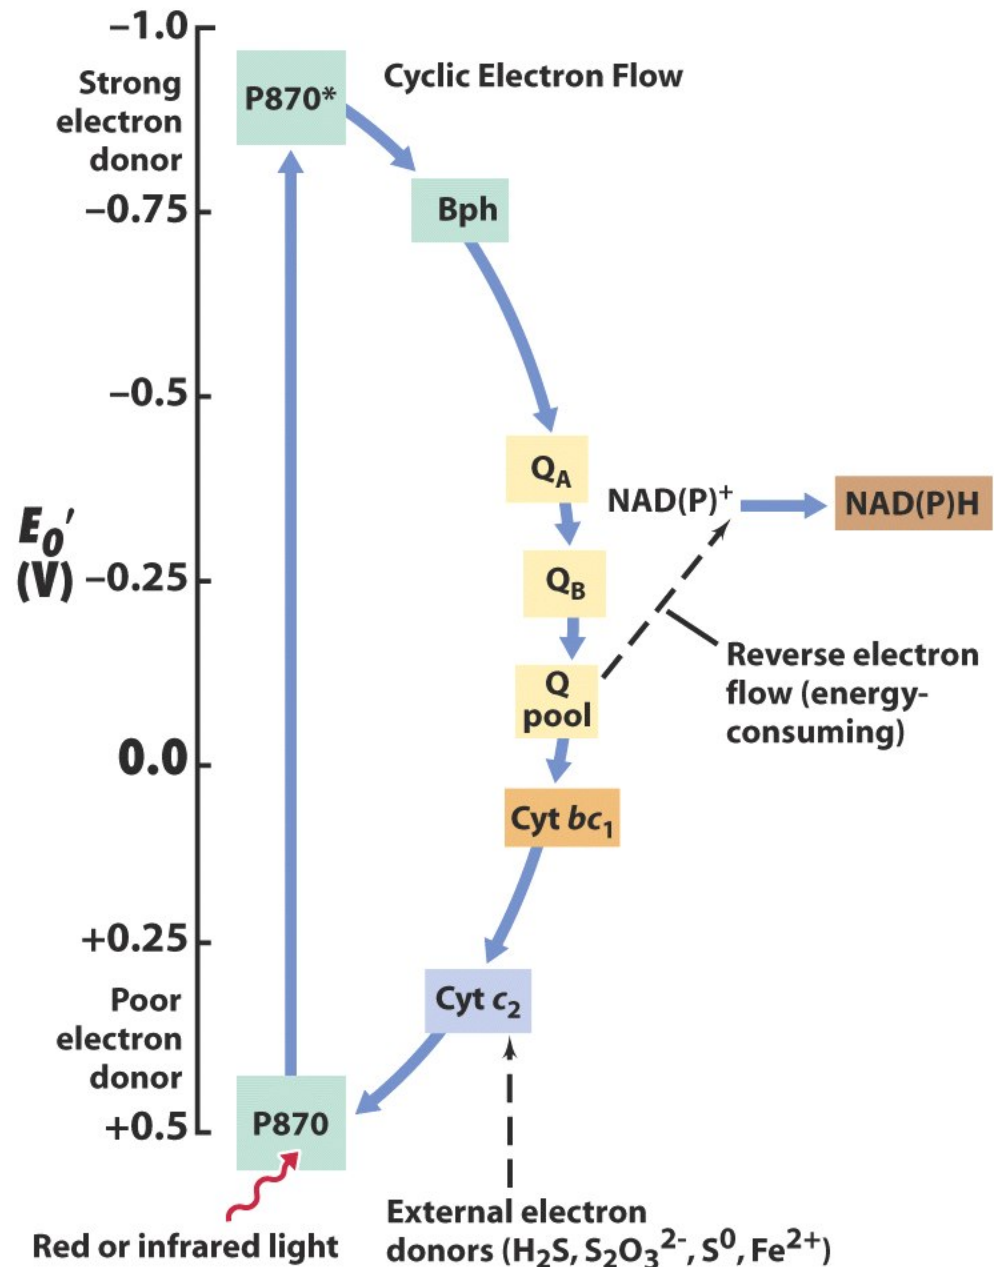 –1.0
Strong
electron
donor
P870*
Cyclic Electron Flow
Bph
–0.75
–0.5
Q_A
NAD(P)⁺
NAD(P)H
E₀′
(V)
–0.25
Q_B
Reverse electron
flow (energy-
consuming)
Q
pool
0.0
Cyt bc₁
+0.25
Poor
electron
donor
Cyt c₂
+0.5
P870
Red or infrared light
External electron
donors (H₂S, S₂O₃²⁻, S⁰, Fe²⁺)